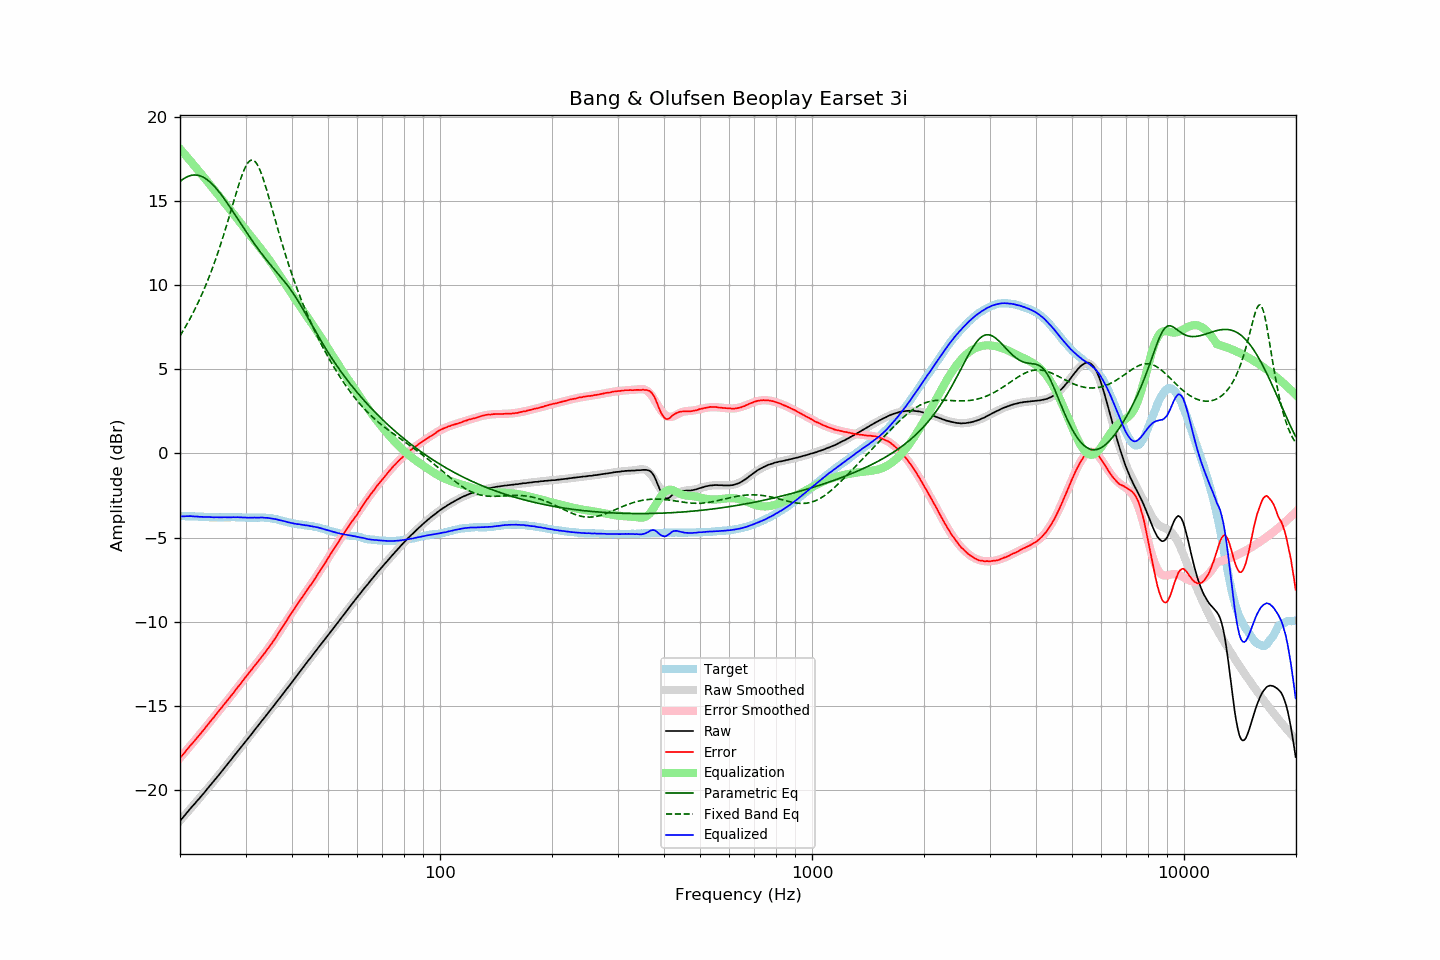 Bang & Olufsen Beoplay Earset 3i
20
15
10
5
0
−5
−10
−15
−20
Amplitude (dBr)
Target
Raw Smoothed
Error Smoothed
Raw
Error
Equalization
Parametric Eq
Fixed Band Eq
Equalized
100
1000
10000
Frequency (Hz)